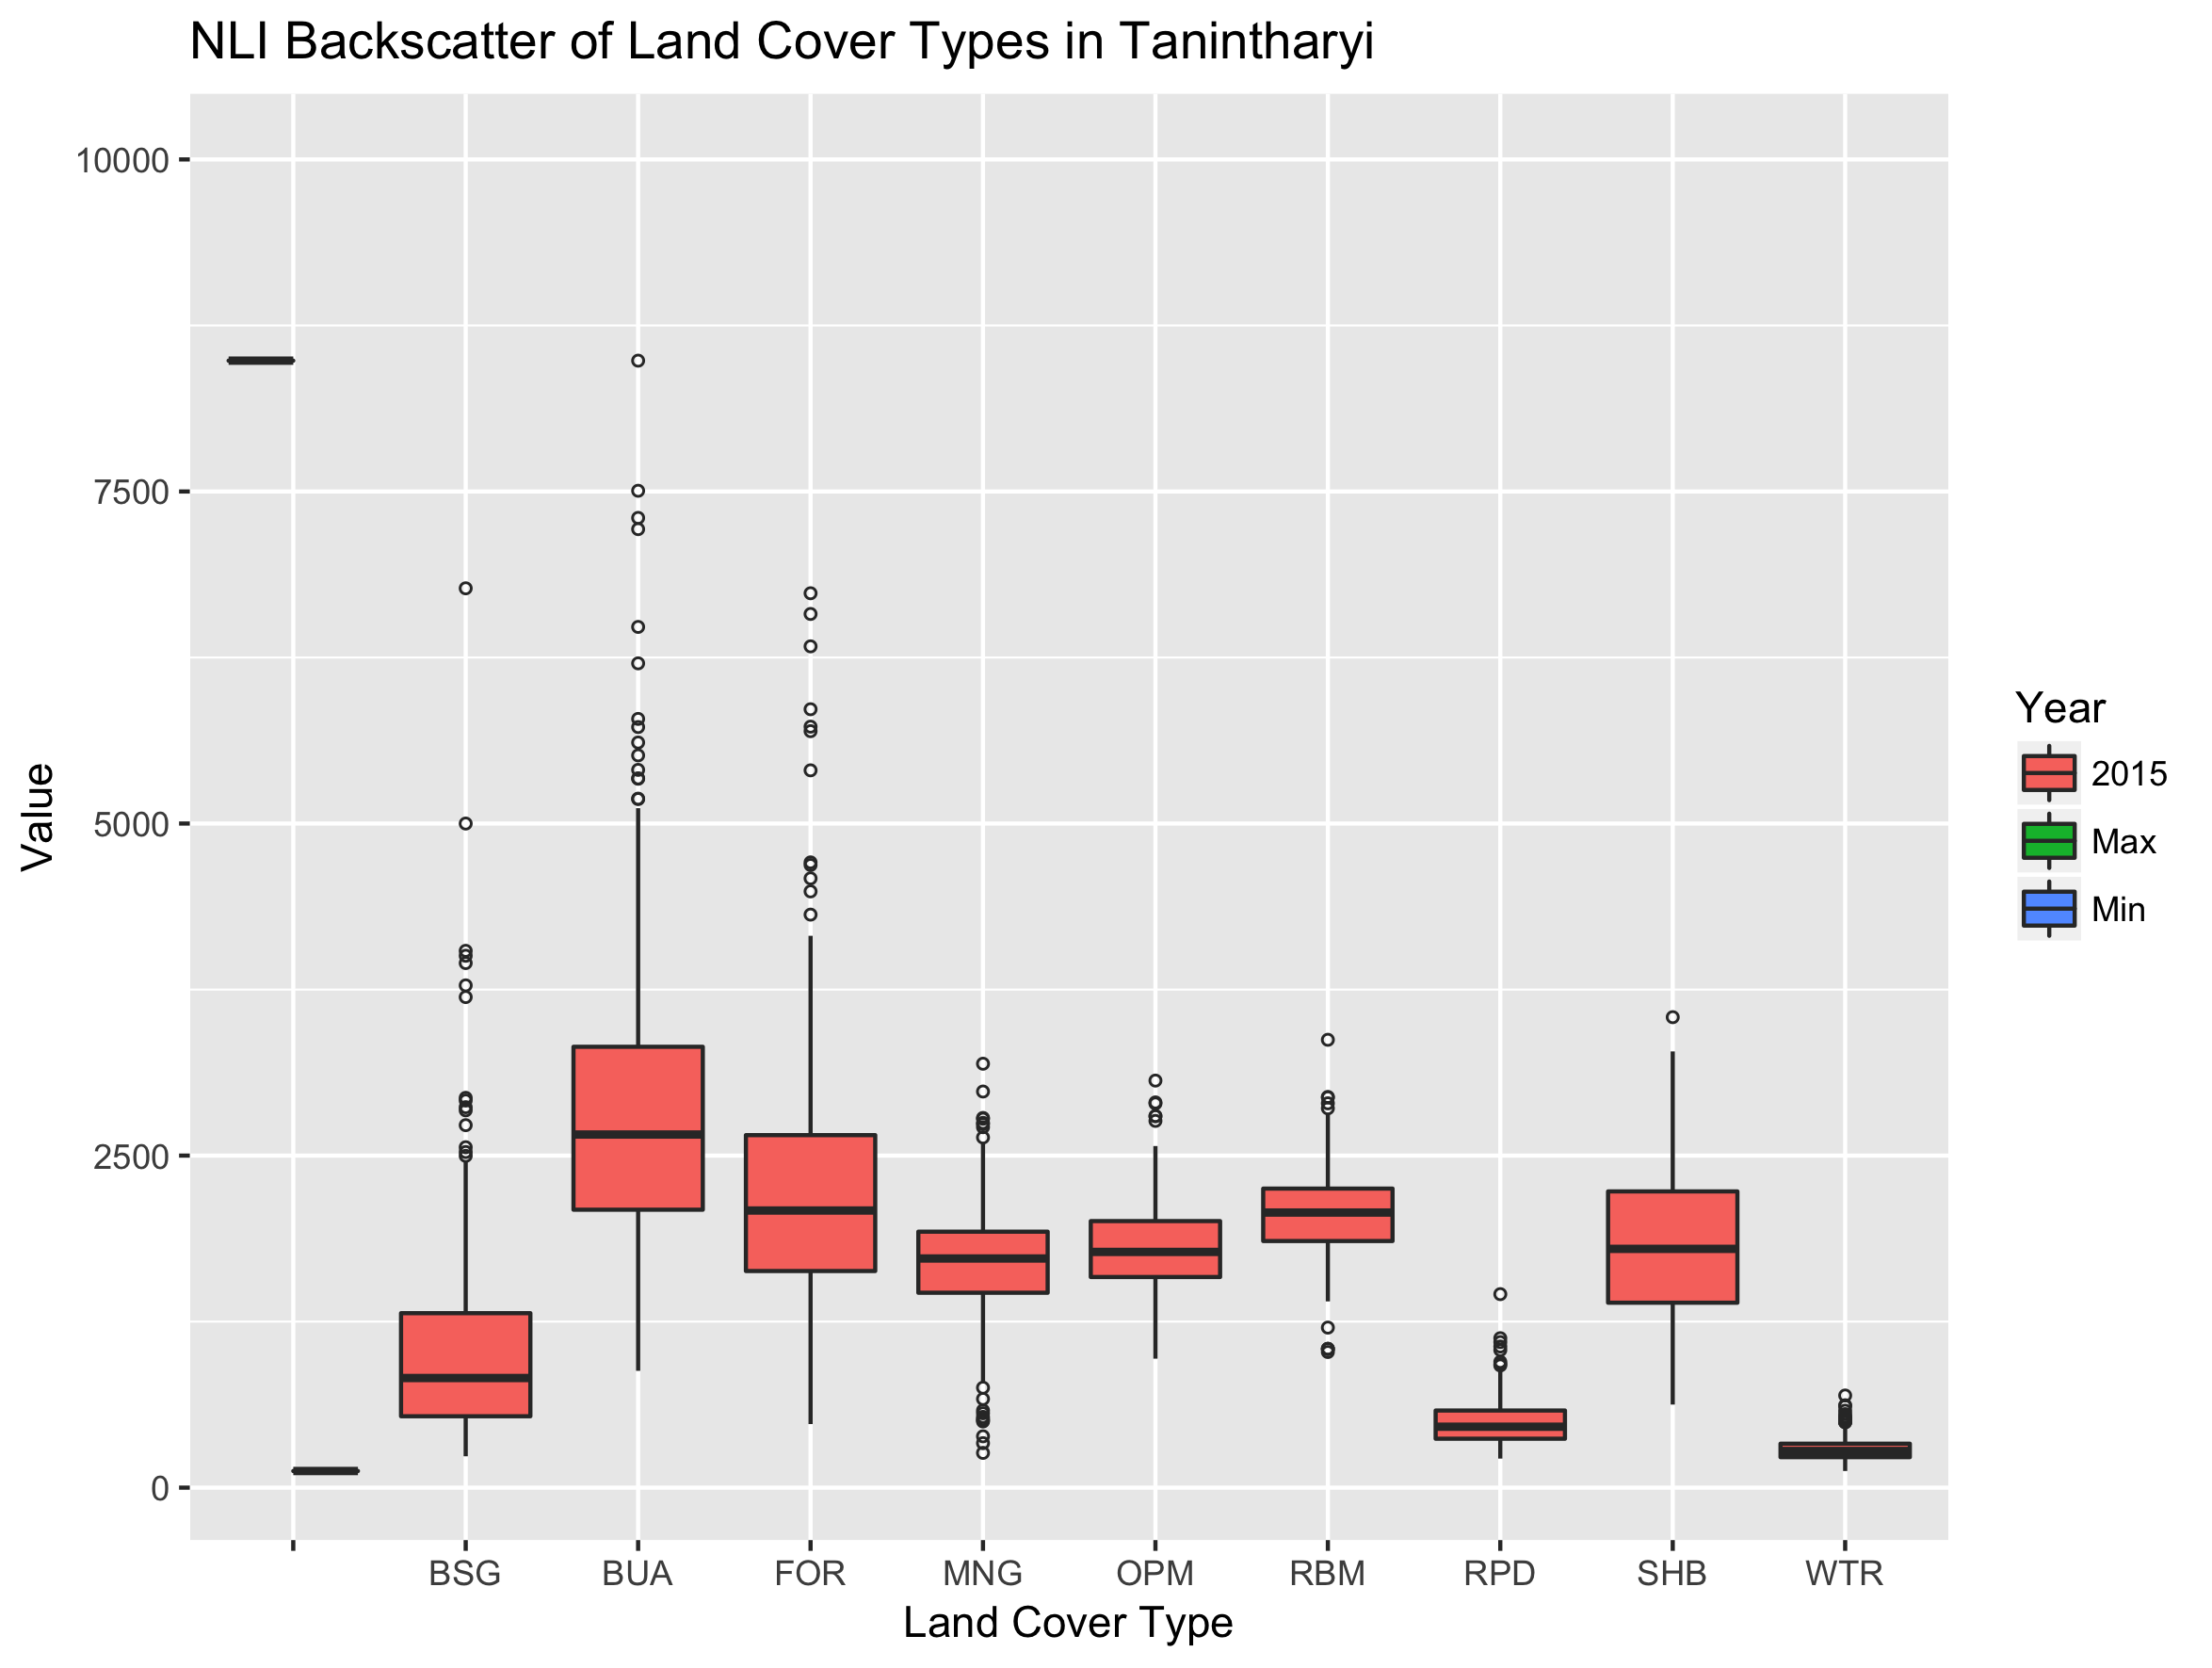 NLI Backscatter of Land Cover Types in Tanintharyi
10000
7500
5000
2500
0
Value
BSG BUA FOR MNG OPM RBM RPD SHB WTR
Land Cover Type
Year
2015
Max
Min